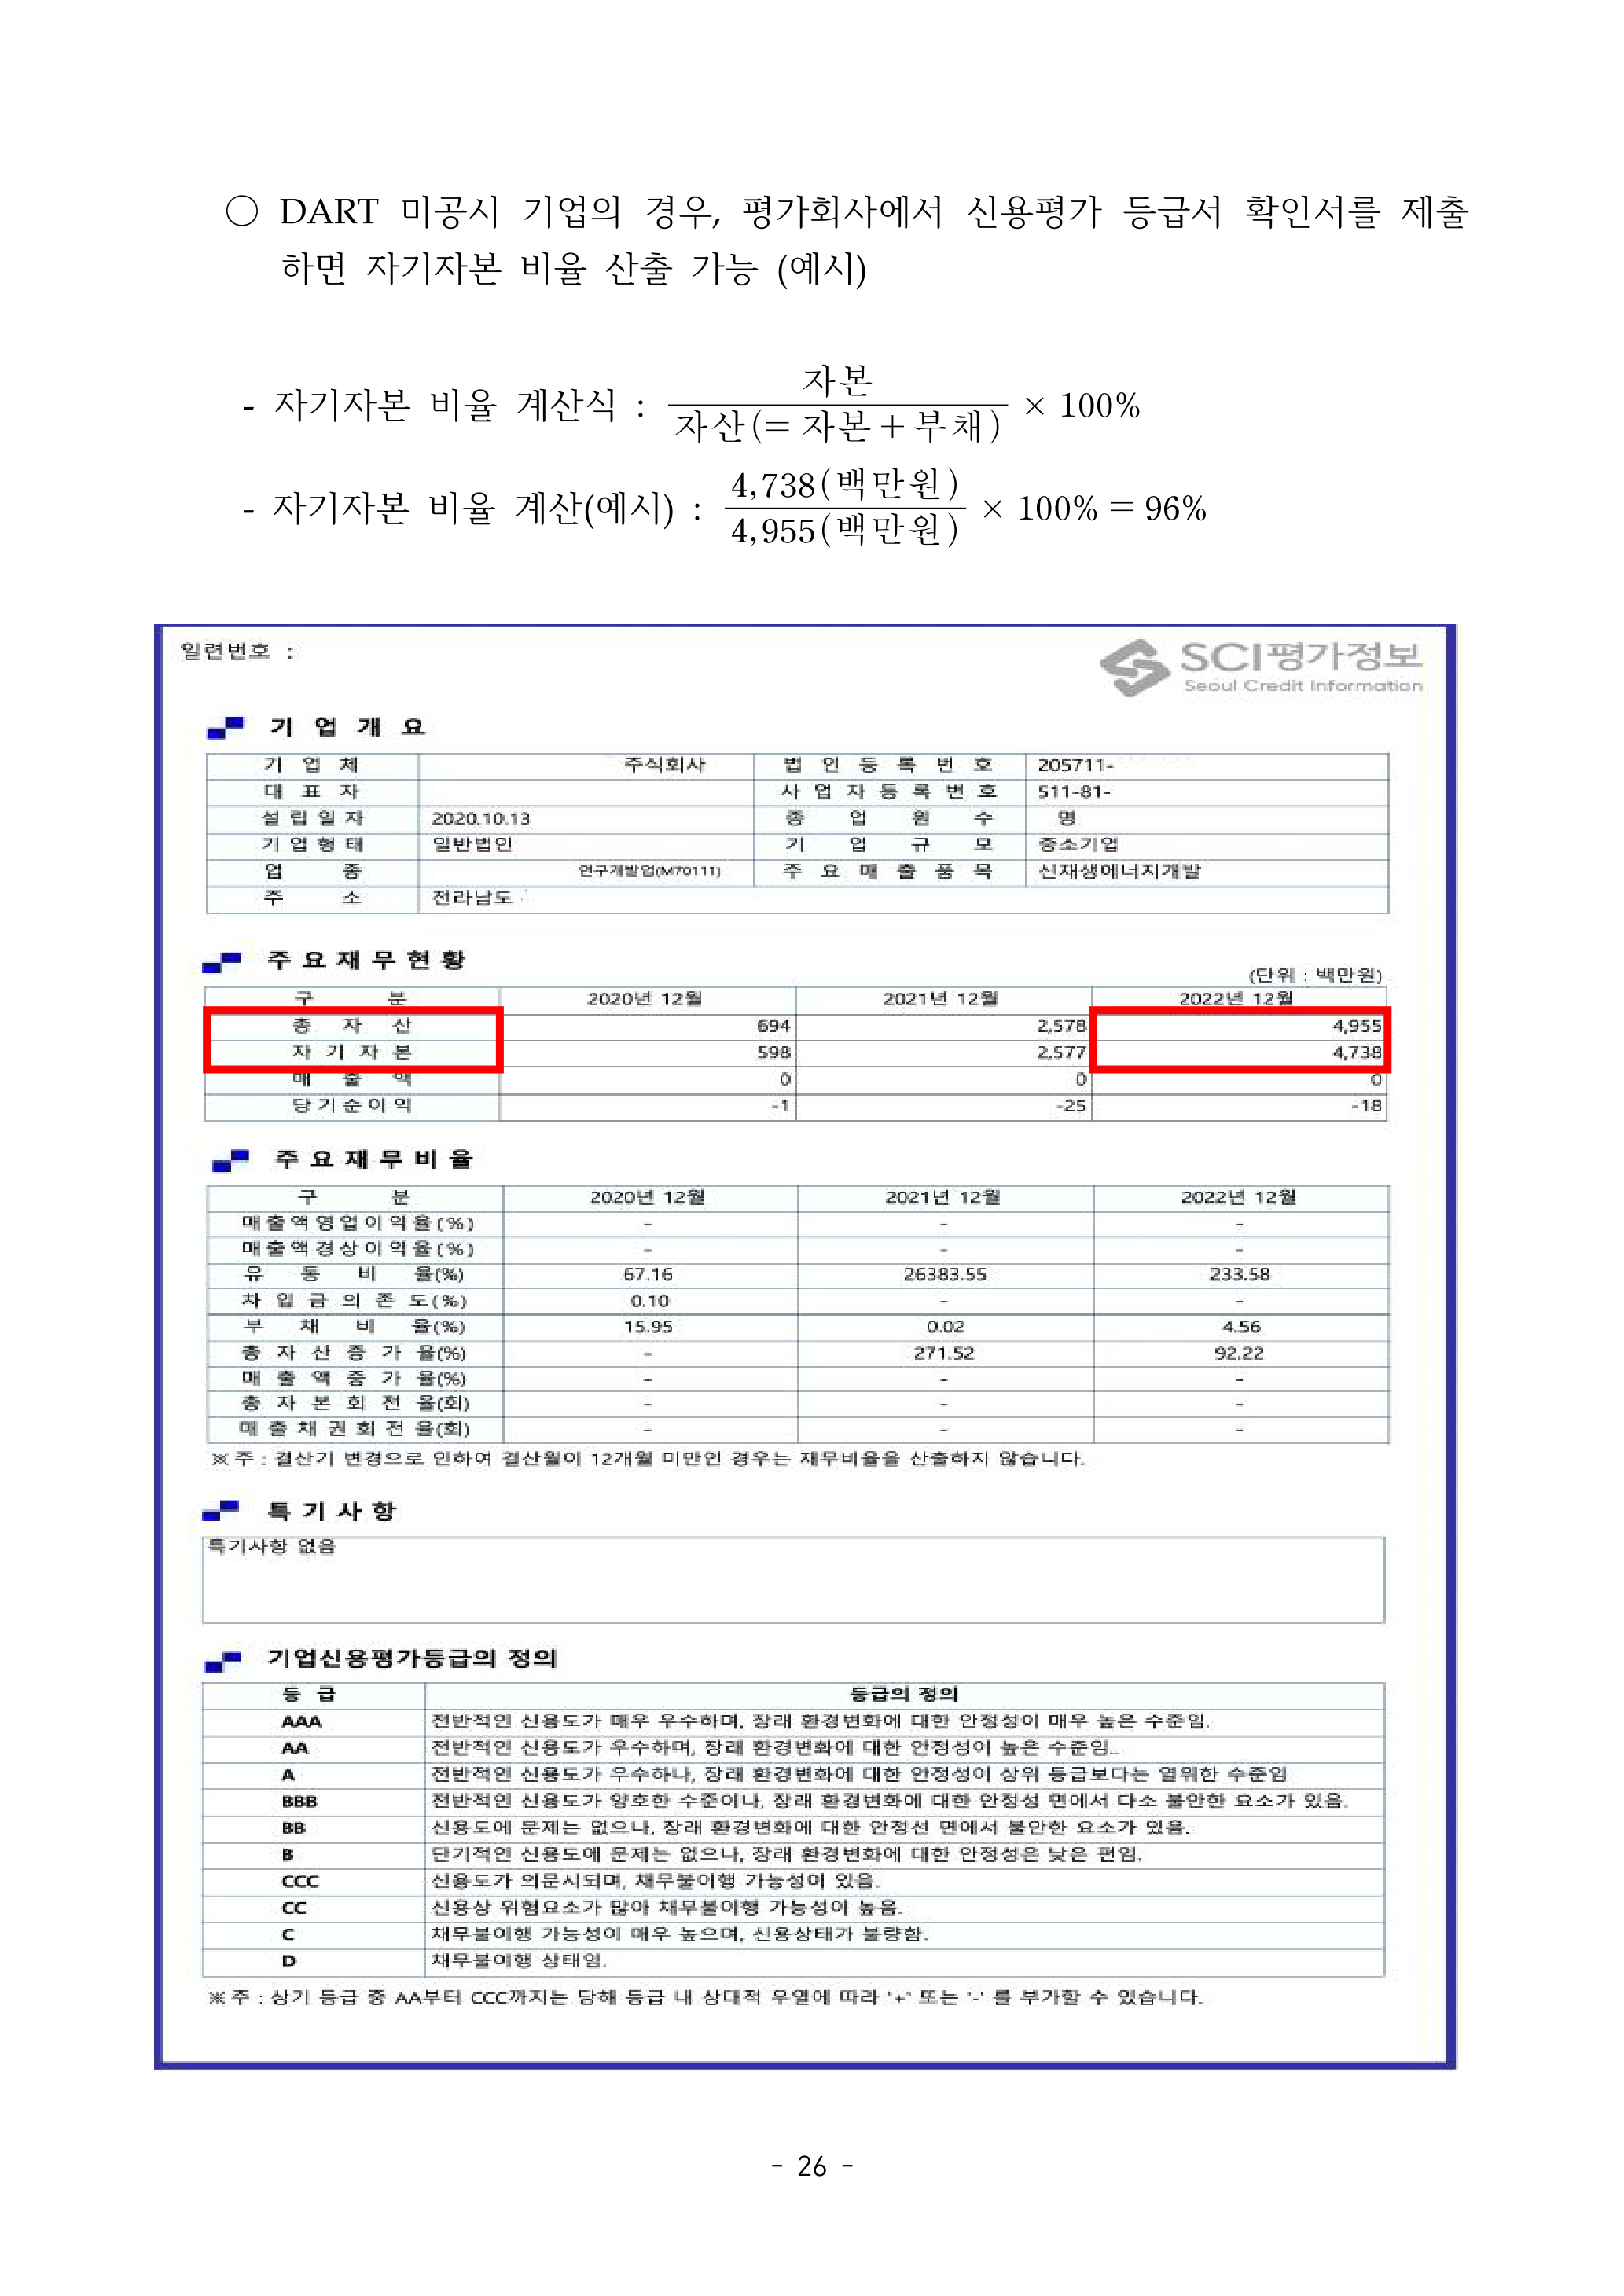 ○ DART 미공시 기업의 경우, 평가회사에서 신용평가 등급서 확인서를 제출
하면 자기자본 비율 산출 가능 (예시)
- 자기자본 비율 계산식 : 자본 / 자산(= 자본 + 부채) × 100%
- 자기자본 비율 계산(예시) : 4,738(백만원) / 4,955(백만원) × 100% = 96%
일련번호 :
SCI평가정보
Seoul Credit Information
기 업 개 요
기 업 체 주식회사 법 인 등 록 번 호 205711-
대 표 자 사 업 자 등 록 번 호 511-81-
설 립 일 자 2020.10.13 종 업 원 수 명
기 업 형 태 일반법인 기 업 규 모 중소기업
업 종 연구개발업(M70111) 주 요 매 출 품 목 신재생에너지개발
주 소 전라남도
주 요 재 무 현 황
(단위 : 백만원)
구 분 2020년 12월 2021년 12월 2022년 12월
총 자 산 694 2,578 4,955
자 기 자 본 598 2,577 4,738
매 출 액 0 0 0
당 기 순 이 익 -1 -25 -18
주 요 재 무 비 율
구 분 2020년 12월 2021년 12월 2022년 12월
매 출 액 영 업 이 익 율 (%) - - -
매 출 액 경 상 이 익 율 (%) - - -
유 동 비 율(%) 67.16 26383.55 233.58
차 입 금 의 존 도 (%) 0.10 - -
부 채 비 율(%) 15.95 0.02 4.56
총 자 산 증 가 율(%) - 271.52 92.22
매 출 액 증 가 율(%) - - -
총 자 본 회 전 율(회) - - -
매 출 채 권 회 전 율(회) - - -
※ 주 : 결산기 변경으로 인하여 결산월이 12개월 미만인 경우는 재무비율을 산출하지 않습니다.
특 기 사 항
특기사항 없음
기업신용평가등급의 정의
등 급 등급의 정의
AAA 전반적인 신용도가 매우 우수하며, 장래 환경변화에 대한 안정성이 매우 높은 수준임.
AA 전반적인 신용도가 우수하며, 장래 환경변화에 대한 안정성이 높은 수준임..
A 전반적인 신용도가 우수하나, 장래 환경변화에 대한 안정성이 상위 등급보다는 열위한 수준임
BBB 전반적인 신용도가 양호한 수준이나, 장래 환경변화에 대한 안정성 면에서 다소 불안한 요소가 있음.
BB 신용도에 문제는 없으나, 장래 환경변화에 대한 안정선 면에서 불안한 요소가 있음.
B 단기적인 신용도에 문제는 없으나, 장래 환경변화에 대한 안정성은 낮은 편임.
CCC 신용도가 의문시되며, 채무불이행 가능성이 있음.
CC 신용상 위험요소가 많아 채무불이행 가능성이 높음.
C 채무불이행 가능성이 매우 높으며, 신용상태가 불량함.
D 채무불이행 상태임.
※ 주 : 상기 등급 중 AA부터 CCC까지는 당해 등급 내 상대적 우열에 따라 '+' 또는 '-' 를 부가할 수 있습니다.
- 26 -